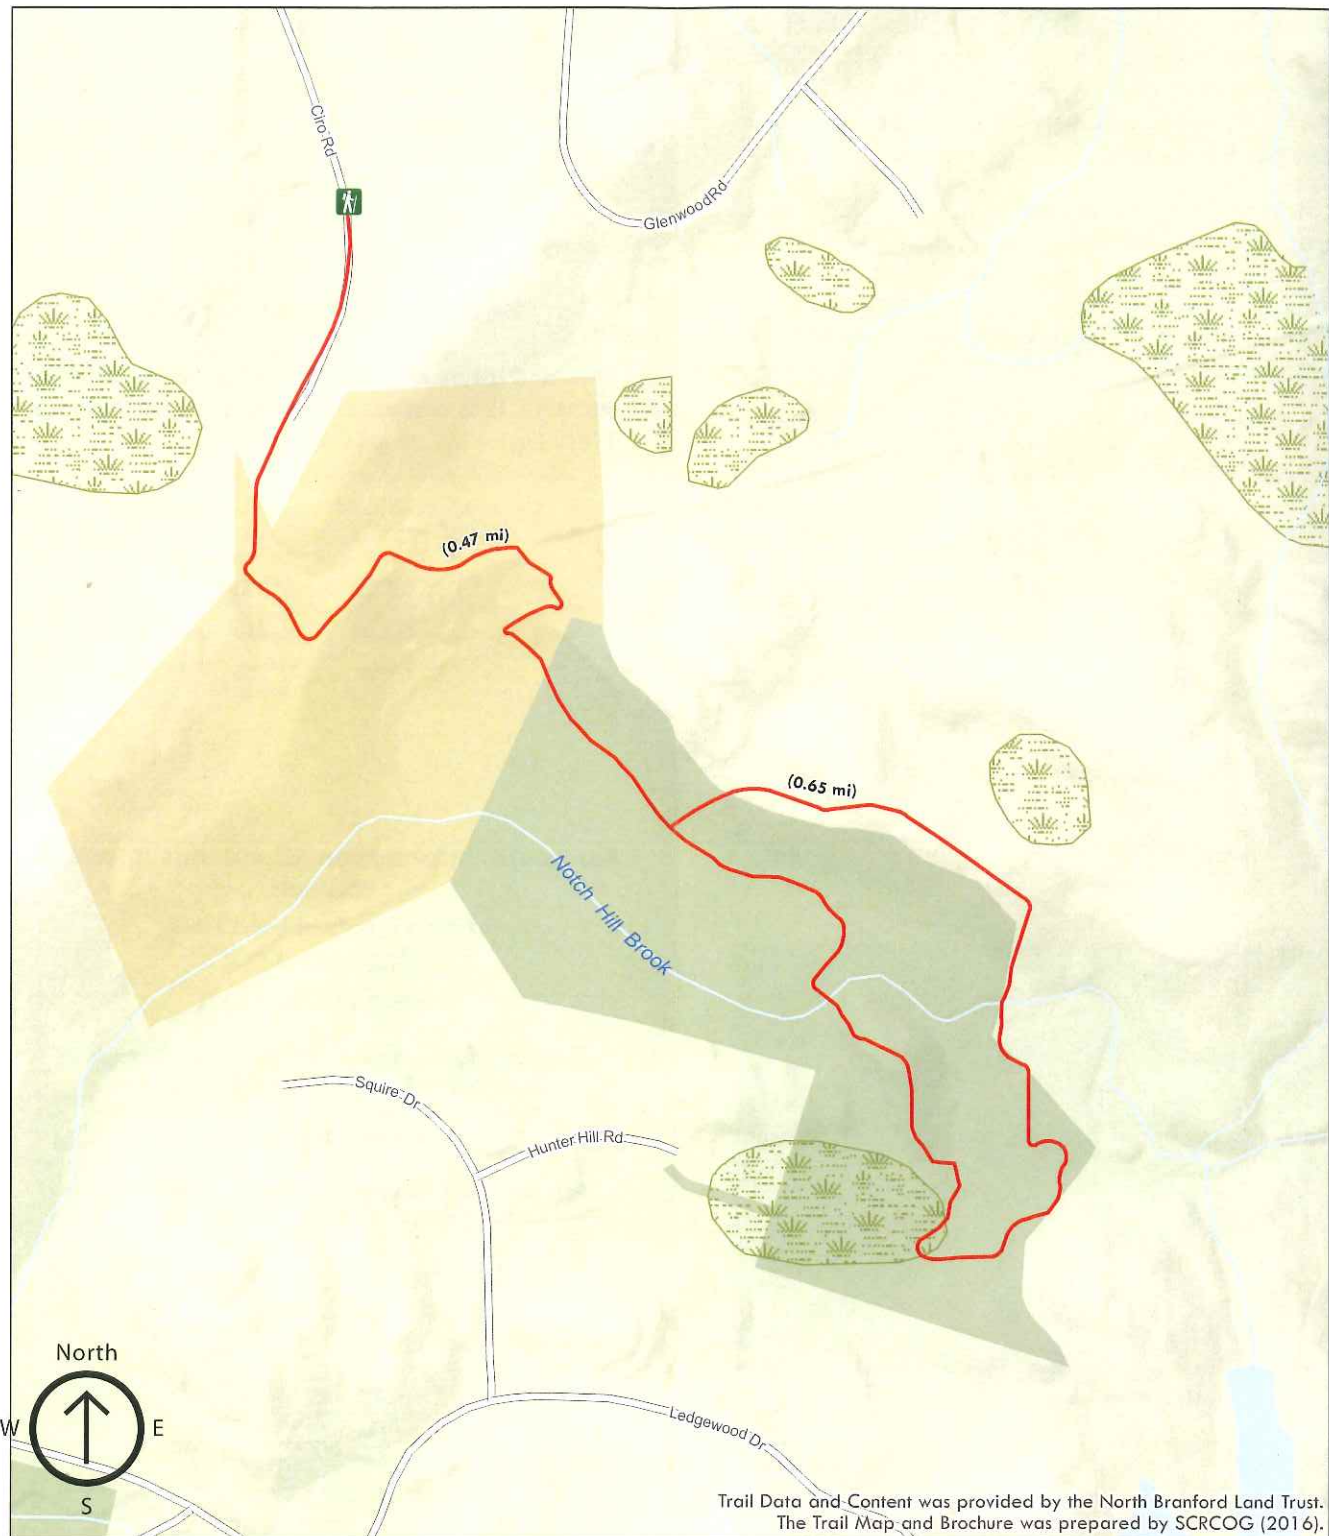 Ciro Rd
Glenwood Rd
(0.47 mi)
(0.65 mi)
Notch Hill Brook
Squire Dr
Hunter Hill Rd
North
W
E
S
Ledgewood Dr
Trail Data and Content was provided by the North Branford Land Trust.
The Trail Map and Brochure was prepared by SCRCOG (2016).